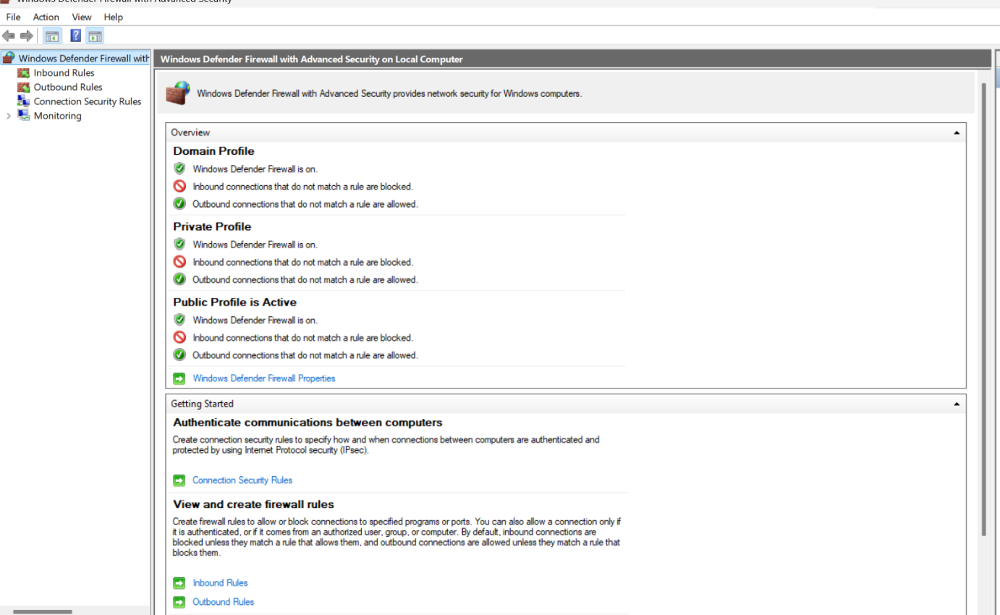 Windows Defender Firewall with Advanced Security
File Action View Help
Windows Defender Firewall with
Inbound Rules
Outbound Rules
Connection Security Rules
Monitoring
Windows Defender Firewall with Advanced Security on Local Computer
Windows Defender Firewall with Advanced Security provides network security for Windows computers.
Overview
Domain Profile
Windows Defender Firewall is on.
Inbound connections that do not match a rule are blocked.
Outbound connections that do not match a rule are allowed.
Private Profile
Windows Defender Firewall is on.
Inbound connections that do not match a rule are blocked.
Outbound connections that do not match a rule are allowed.
Public Profile is Active
Windows Defender Firewall is on.
Inbound connections that do not match a rule are blocked.
Outbound connections that do not match a rule are allowed.
Windows Defender Firewall Properties
Getting Started
Authenticate communications between computers
Create connection security rules to specify how and when connections between computers are authenticated and
protected by using Internet Protocol security (IPsec).
Connection Security Rules
View and create firewall rules
Create firewall rules to allow or block connections to specified programs or ports. You can also allow a connection only if
it is authenticated, or if it comes from an authorized user, group, or computer. By default, inbound connections are
blocked unless they match a rule that allows them, and outbound connections are allowed unless they match a rule that
blocks them.
Inbound Rules
Outbound Rules